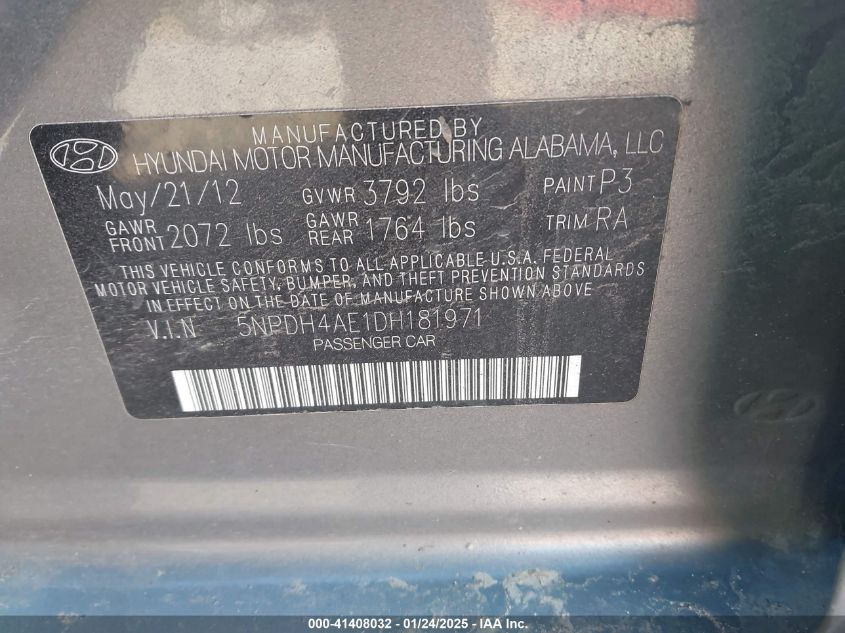 MANUFACTURED BY
HYUNDAI MOTOR MANUFACTURING ALABAMA, LLC
May/21/12 GVWR 3792 lbs PAINT P3
GAWR FRONT 2072 lbs GAWR REAR 1764 lbs TRIM RA
THIS VEHICLE CONFORMS TO ALL APPLICABLE U.S.A. FEDERAL
MOTOR VEHICLE SAFETY, BUMPER, AND THEFT PREVENTION STANDARDS
IN EFFECT ON THE DATE OF MANUFACTURE SHOWN ABOVE.
V.I.N 5NPDH4AE1DH181971
PASSENGER CAR
000-41408032 - 01/24/2025 - IAAI.COM